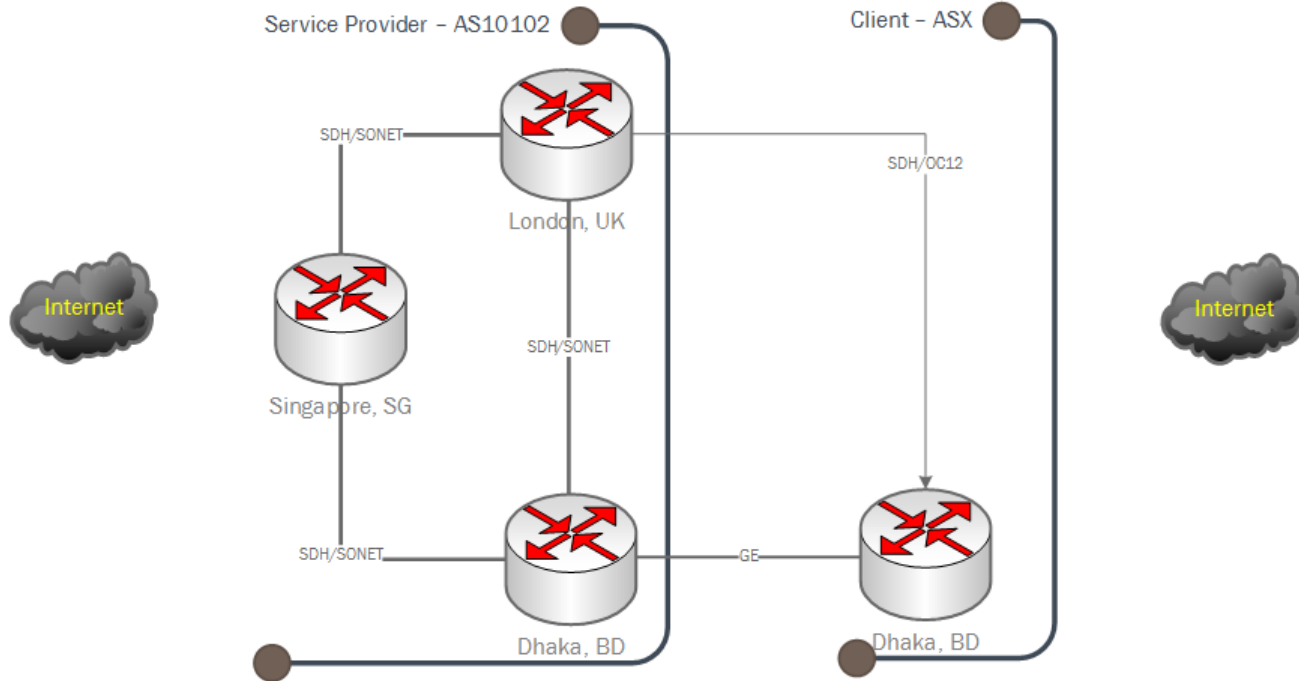 Service Provider – AS10102
Client – ASX
SDH/SONET
SDH/OC12
London, UK
Internet
Internet
SDH/SONET
Singapore, SG
SDH/SONET
GE
Dhaka, BD
Dhaka, BD